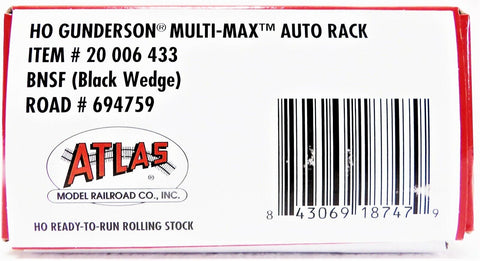 HO GUNDERSON® MULTI-MAX™ AUTO RACK
ITEM # 20 006 433
BNSF (Black Wedge)
ROAD # 694759
ATLAS
®
MODEL RAILROAD CO., INC.
HO READY-TO-RUN ROLLING STOCK
8 43069 18747 9